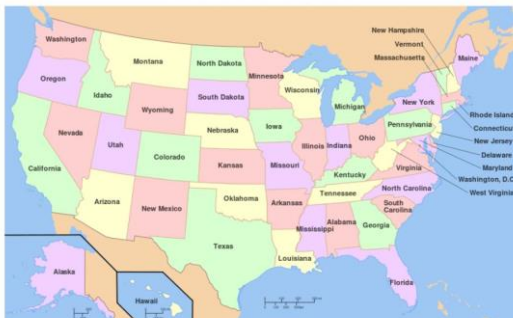 New Hampshire
Vermont
Massachusetts
Washington
Montana
North Dakota
Minnesota
Maine
Oregon
Idaho
Wyoming
South Dakota
Wisconsin
Michigan
New York
Rhode Island
Connecticut
New Jersey
Delaware
Maryland
Washington, D.C
West Virginia
Nevada
Utah
Colorado
Nebraska
Iowa
Illinois
Indiana
Ohio
Pennsylvania
California
Kansas
Missouri
Kentucky
Virginia
Arizona
New Mexico
Oklahoma
Arkansas
Tennessee
North Carolina
South
Carolina
Texas
Louisiana
Mississippi
Alabama
Georgia
Alaska
Hawaii
Florida